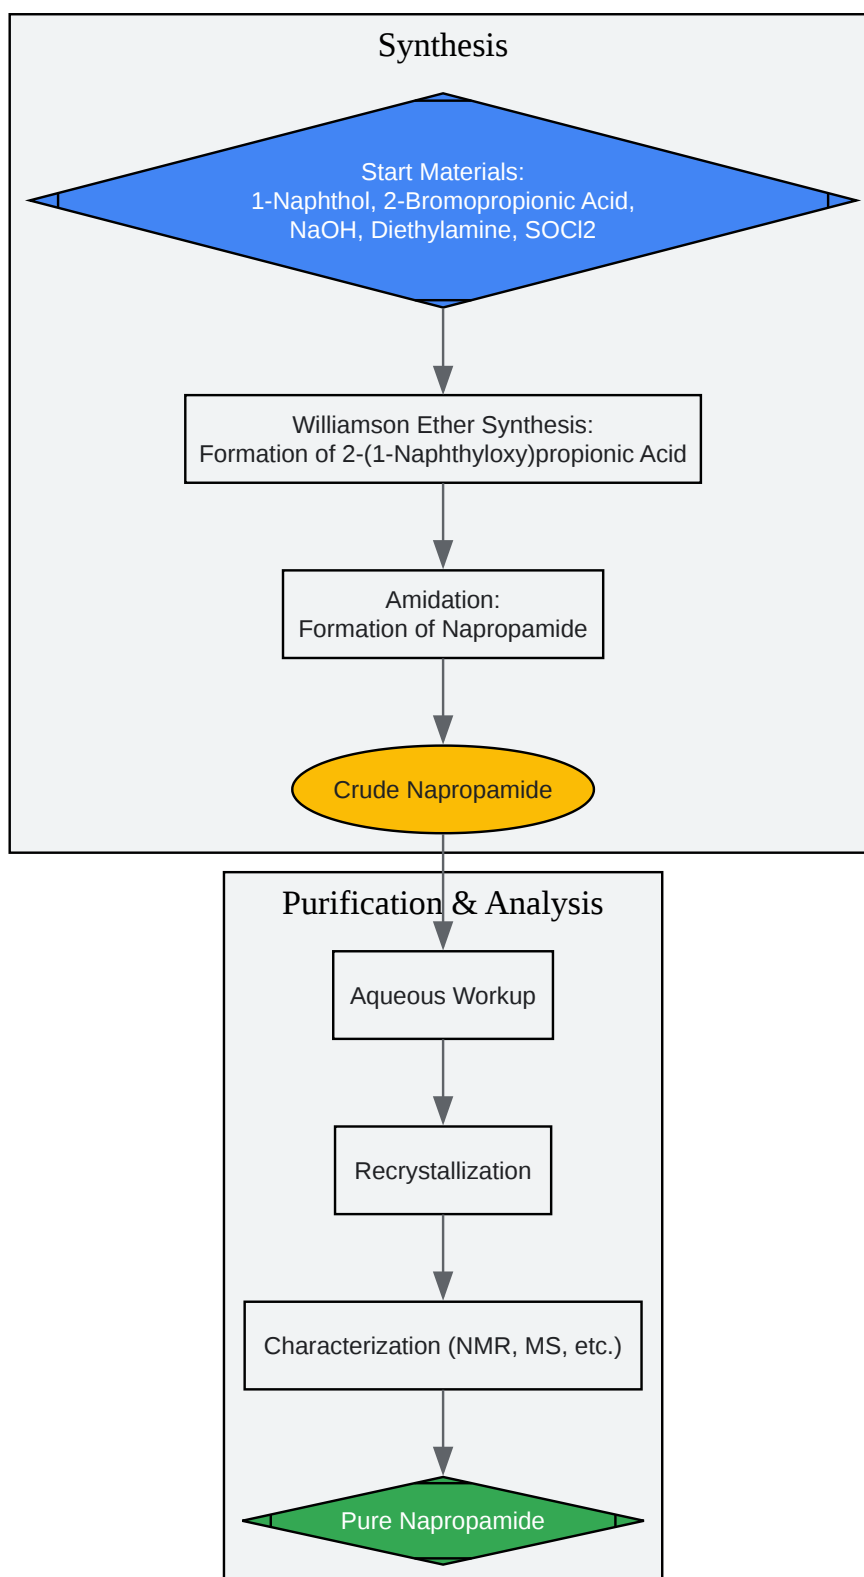 Synthesis
Start Materials:
1-Naphthol, 2-Bromopropionic Acid,
NaOH, Diethylamine, SOCl2
Williamson Ether Synthesis:
Formation of 2-(1-Naphthyloxy)propionic Acid
Amidation:
Formation of Napropamide
Crude Napropamide
Purification & Analysis
Aqueous Workup
Recrystallization
Characterization (NMR, MS, etc.)
Pure Napropamide